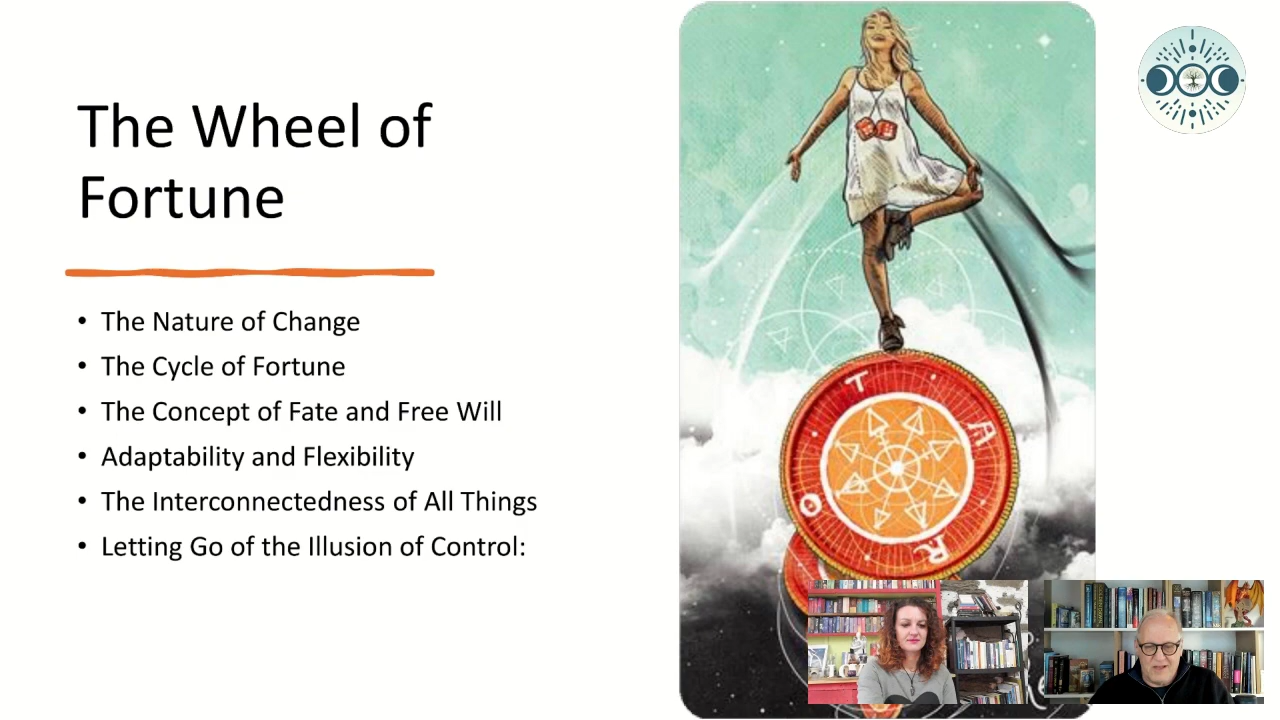 The Wheel of
Fortune
• The Nature of Change
• The Cycle of Fortune
• The Concept of Fate and Free Will
• Adaptability and Flexibility
• The Interconnectedness of All Things
• Letting Go of the Illusion of Control:
T
A
R
O